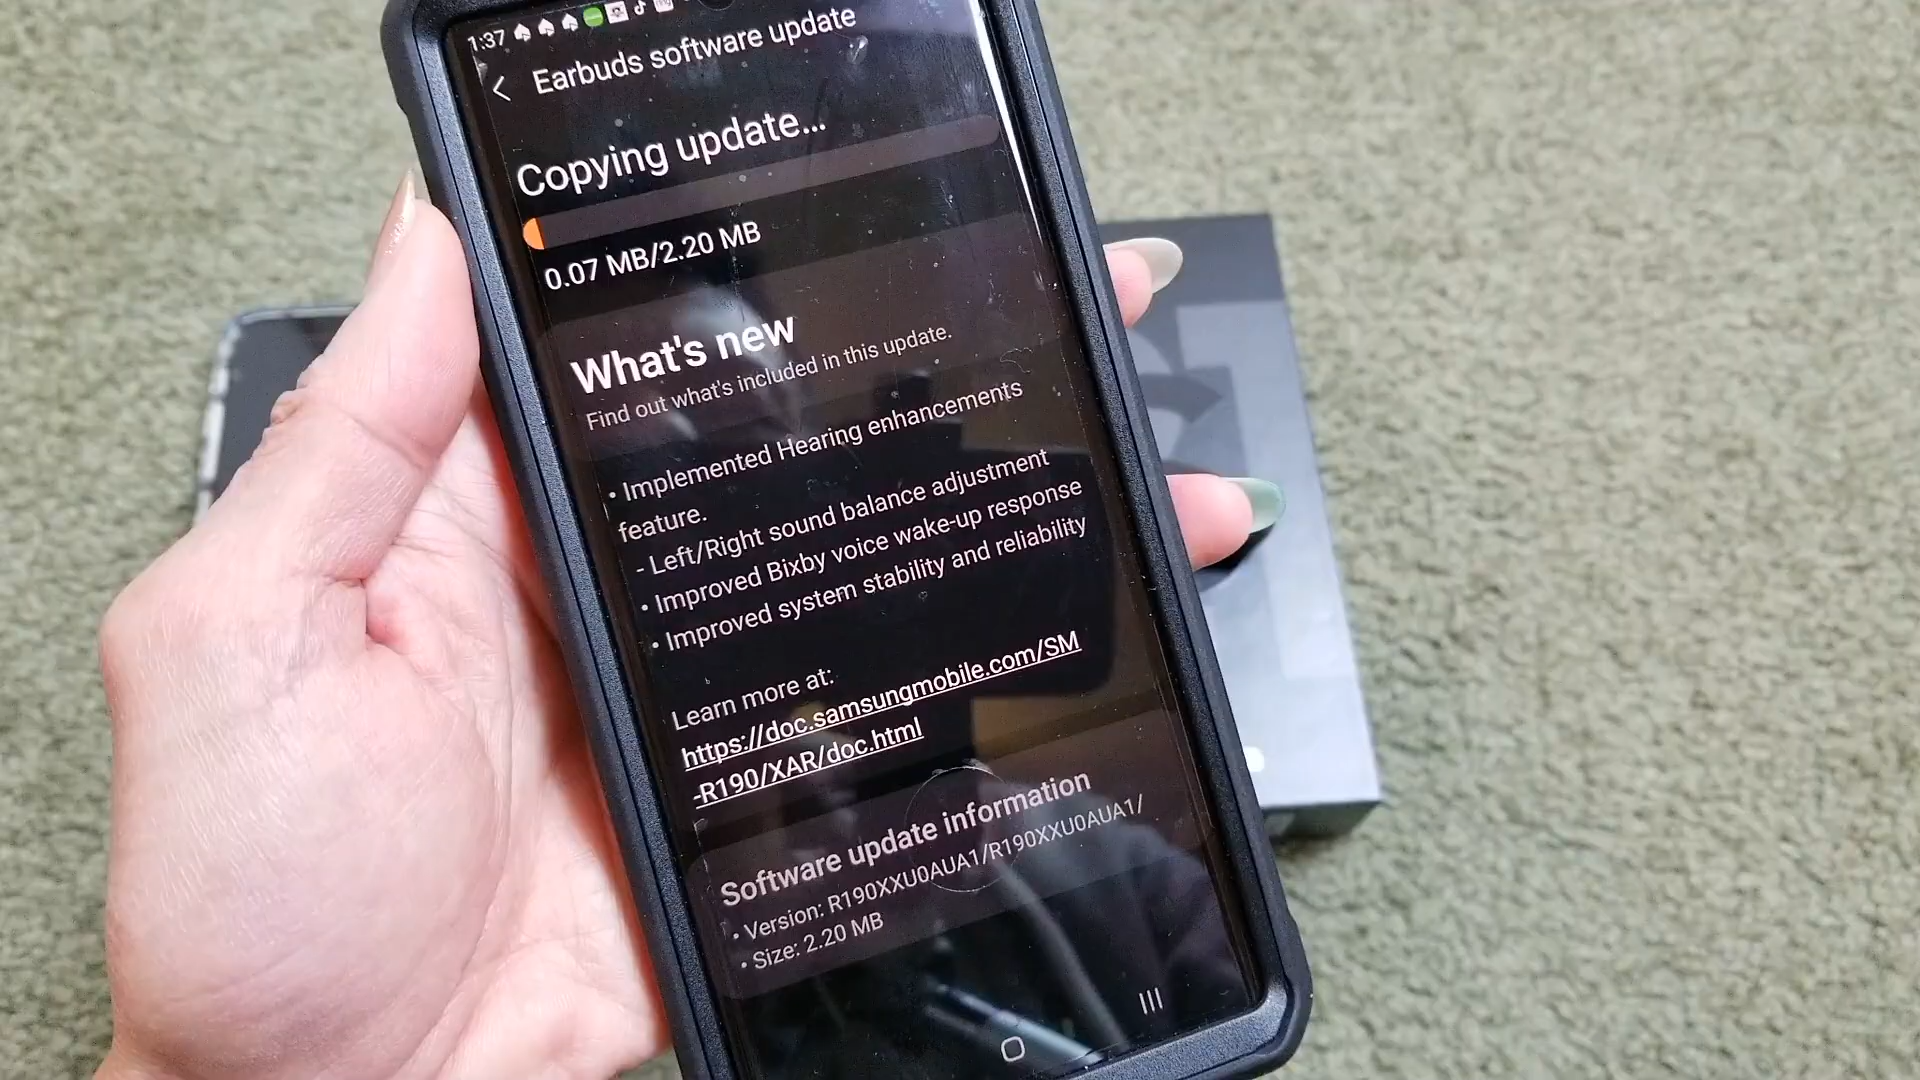 1:37
Earbuds software update
Copying update...
0.07 MB/2.20 MB
What's new
Find out what's included in this update.
• Implemented Hearing enhancements
feature.
- Left/Right sound balance adjustment
• Improved Bixby voice wake-up response
• Improved system stability and reliability
Learn more at:
https://doc.samsungmobile.com/SM
-R190/XAR/doc.html
Software update information
• Version: R190XXU0AUA1/R190XXU0AUA1/
• Size: 2.20 MB